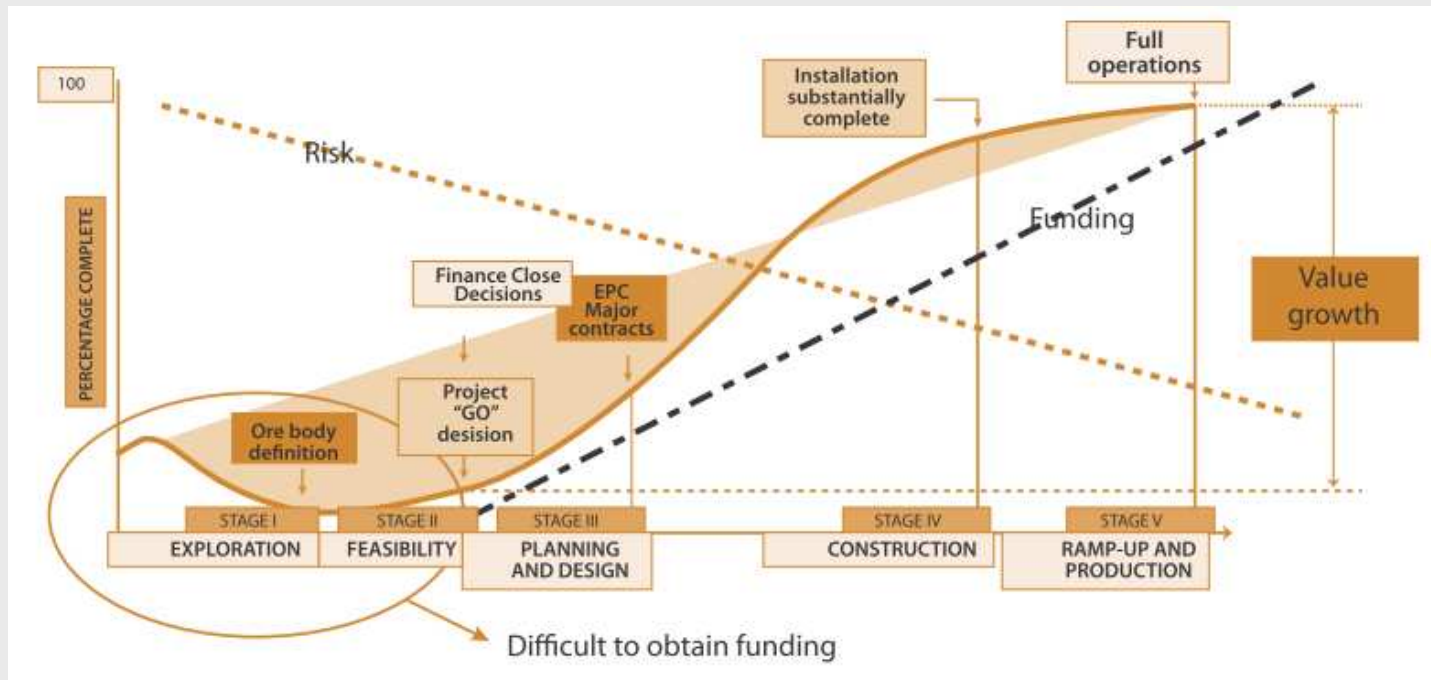 100
PERCENTAGE COMPLETE
Risk
Full
operations
Installation
substantially
complete
Funding
Value
growth
Finance Close
Decisions
EPC
Major
contracts
Project
“GO”
desision
Ore body
definition
STAGE I
EXPLORATION
STAGE II
FEASIBILITY
STAGE III
PLANNING
AND DESIGN
STAGE IV
CONSTRUCTION
STAGE V
RAMP-UP AND
PRODUCTION
Difficult to obtain funding